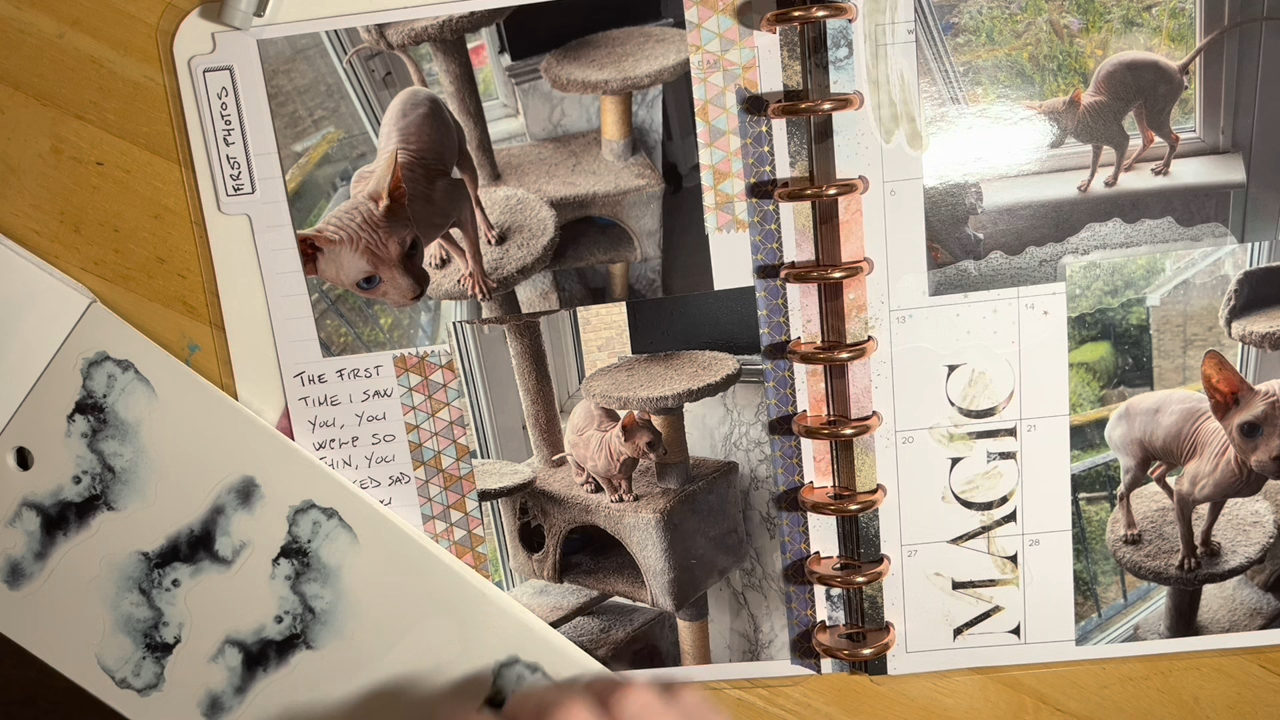 FIRST PHOTOS
THE FIRST
TIME I SAW
YOU, YOU
WERE SO
YOU
SAD
W
6
13
14
MAGIC
20
21
27
28